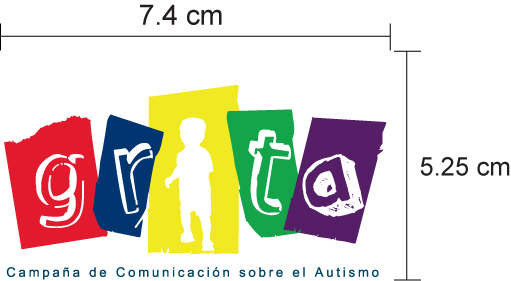 7.4 cm
5.25 cm
grita
Campaña de Comunicación sobre el Autismo